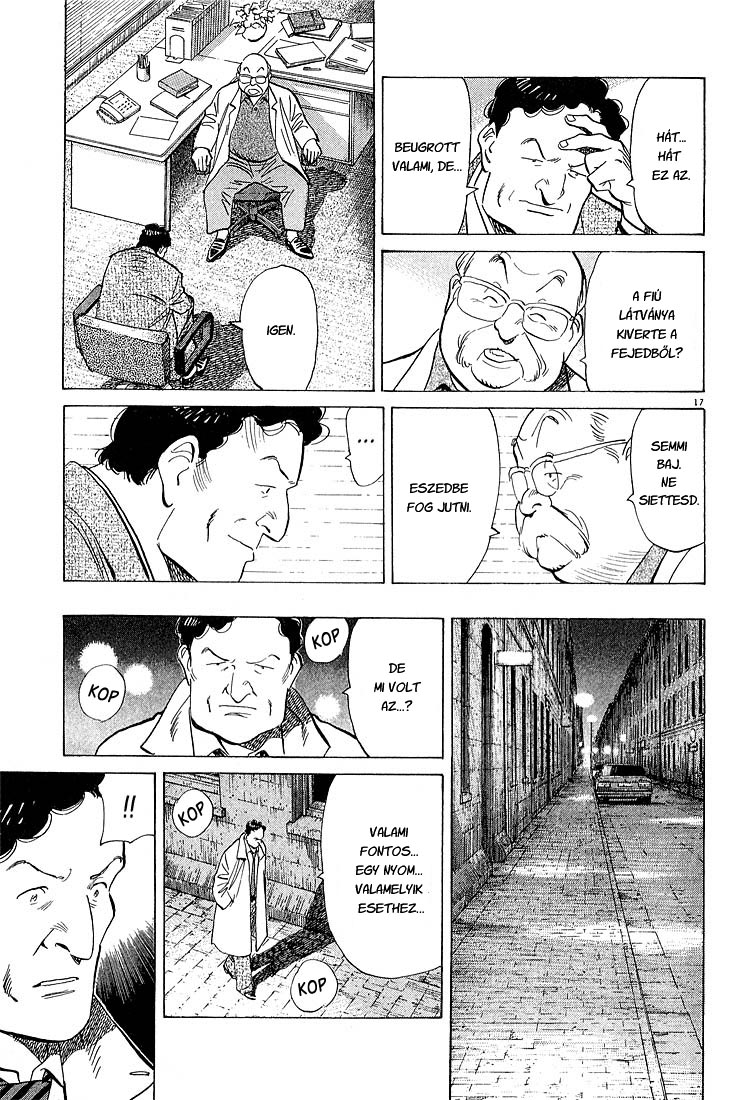 HÁT...
HÁT
EZ AZ.
BEUGROTT
VALAMI, DE...
IGEN.
A FIÚ
LÁTVÁNYA
KIVERTE A
FEJEDBŐL?
17
SEMMI
BAJ.
NE
SIETTESD.
ESZEDBE
FOG JUTNI.
...
KOP
DE
MI VOLT
AZ...?
KOP
VALAMI
FONTOS...
EGY NYOM...
VALAMELYIK
ESETHEZ...
KOP
KOP
!!